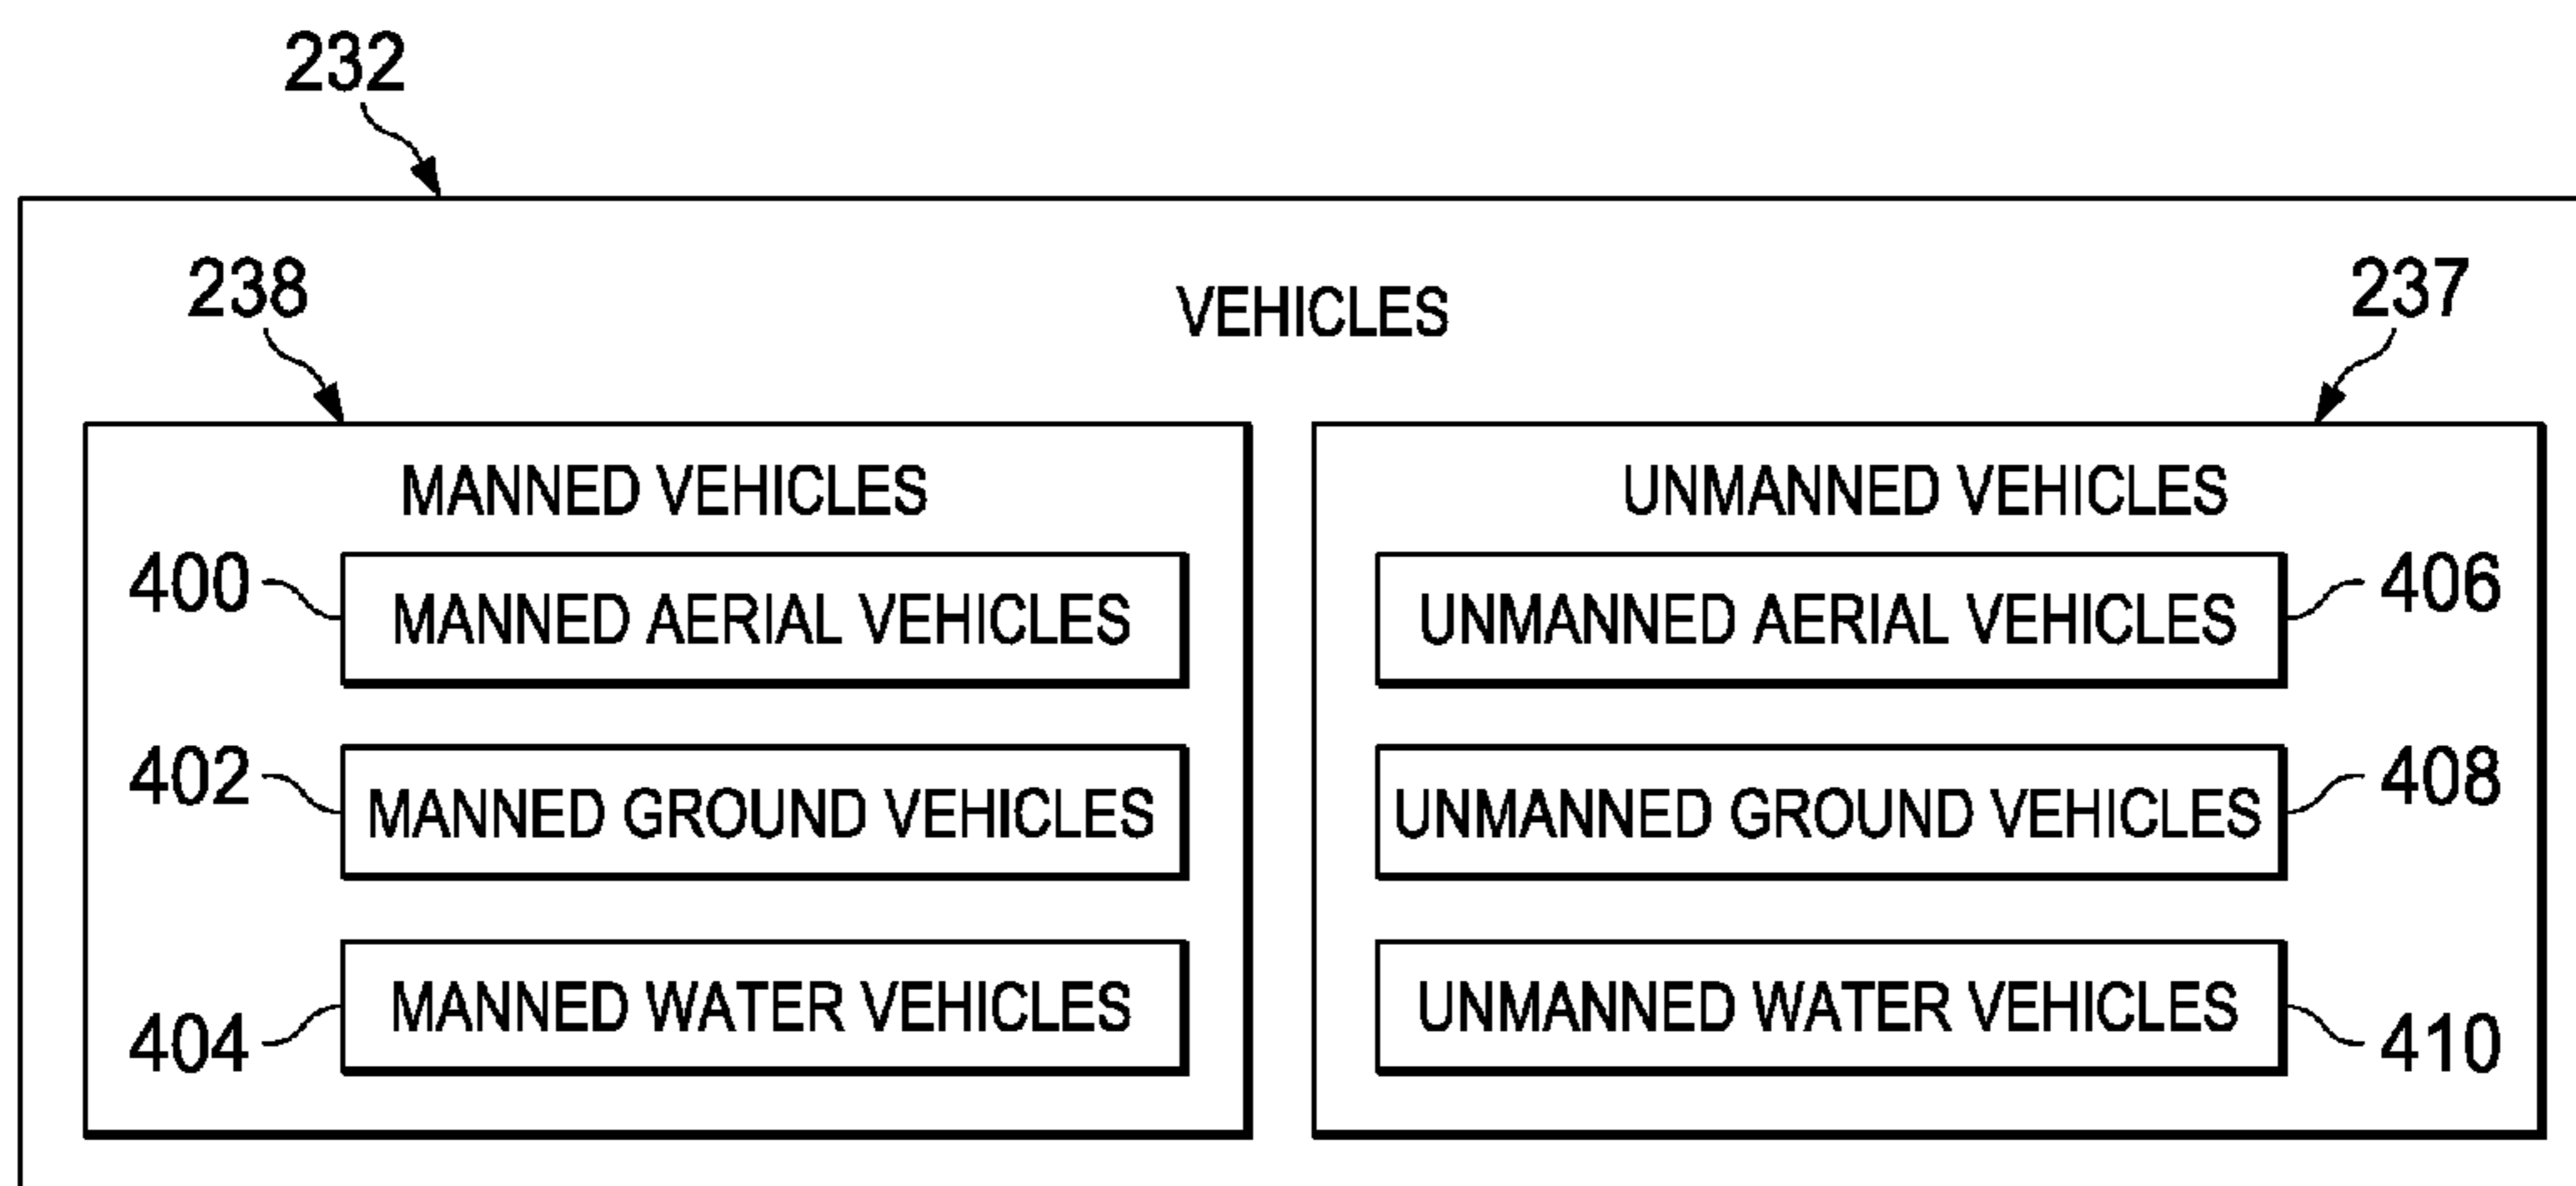 232
238
VEHICLES
237
MANNED VEHICLES
UNMANNED VEHICLES
400
MANNED AERIAL VEHICLES
UNMANNED AERIAL VEHICLES
406
402
MANNED GROUND VEHICLES
UNMANNED GROUND VEHICLES
408
404
MANNED WATER VEHICLES
UNMANNED WATER VEHICLES
410